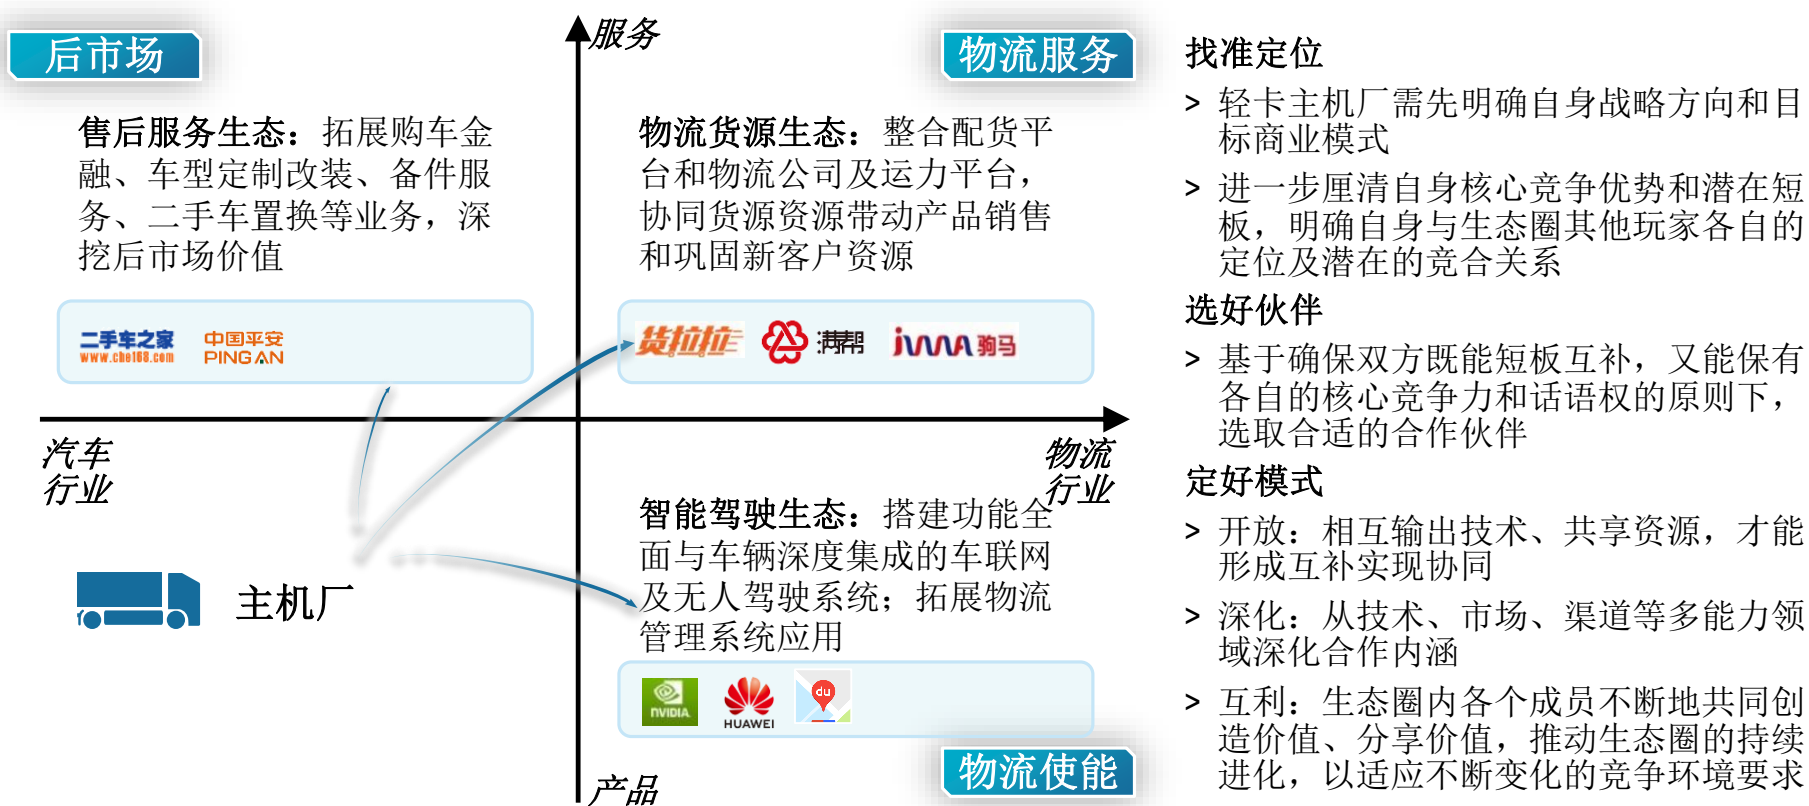 后市场
服务
物流服务
售后服务生态：拓展购车金
融、车型定制改装、备件服
务、二手车置换等业务，深
挖后市场价值
物流货源生态：整合配货平
台和物流公司及运力平台，
协同货源资源带动产品销售
和巩固新客户资源
二手车之家
www.che168.com
中国平安
PING AN
货拉拉
满帮
JUMA 驹马
汽车
行业
物流
行业
主机厂
智能驾驶生态：搭建功能全
面与车辆深度集成的车联网
及无人驾驶系统；拓展物流
管理系统应用
NVIDIA
HUAWEI
du
产品
物流使能
找准定位
> 轻卡主机厂需先明确自身战略方向和目
标商业模式
> 进一步厘清自身核心竞争优势和潜在短
板，明确自身与生态圈其他玩家各自的
定位及潜在的竞合关系
选好伙伴
> 基于确保双方既能短板互补，又能保有
各自的核心竞争力和话语权的原则下，
选取合适的合作伙伴
定好模式
> 开放：相互输出技术、共享资源，才能
形成互补实现协同
> 深化：从技术、市场、渠道等多能力领
域深化合作内涵
> 互利：生态圈内各个成员不断地共同创
造价值、分享价值，推动生态圈的持续
进化，以适应不断变化的竞争环境要求